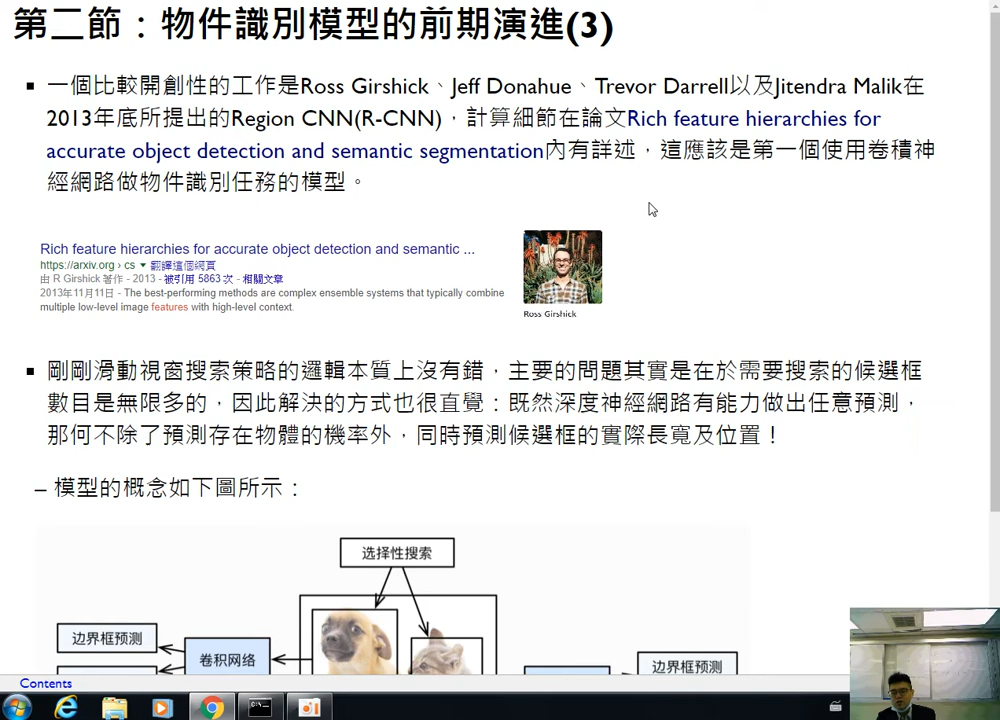 第二節：物件識別模型的前期演進(3)
一個比較開創性的工作是Ross Girshick、Jeff Donahue、Trevor Darrell以及Jitendra Malik在
2013年底所提出的Region CNN(R-CNN)，計算細節在論文Rich feature hierarchies for
accurate object detection and semantic segmentation內有詳述，這應該是第一個使用卷積神
經網路做物件識別任務的模型。
Rich feature hierarchies for accurate object detection and semantic ...
https://arxiv.org › cs ▼ 翻譯這個網頁
由 R Girshick 著作 - 2013 - 被引用 5863 次 - 相關文章
2013年11月11日 - The best-performing methods are complex ensemble systems that typically combine
multiple low-level image features with high-level context.
Ross Girshick
剛剛滑動視窗搜索策略的邏輯本質上沒有錯，主要的問題其實是在於需要搜索的候選框
數目是無限多的，因此解決的方式也很直覺：既然深度神經網路有能力做出任意預測，
那何不除了預測存在物體的機率外，同時預測候選框的實際長寬及位置！
– 模型的概念如下圖所示：
选择性搜索
边界框预测
卷积网络
边界框预测
Contents